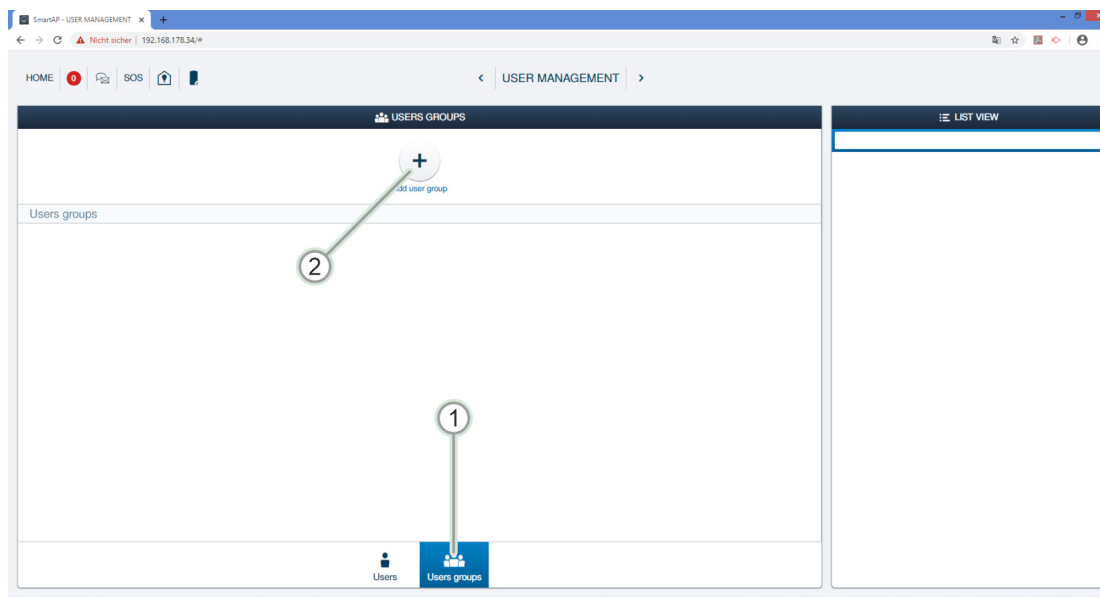 SmartAP - USER MANAGEMENT
Nicht sicher | 192.168.178.34/#
HOME 0 SOS < USER MANAGEMENT >
USERS GROUPS
LIST VIEW
user group
Users groups
2
1
Users
Users groups